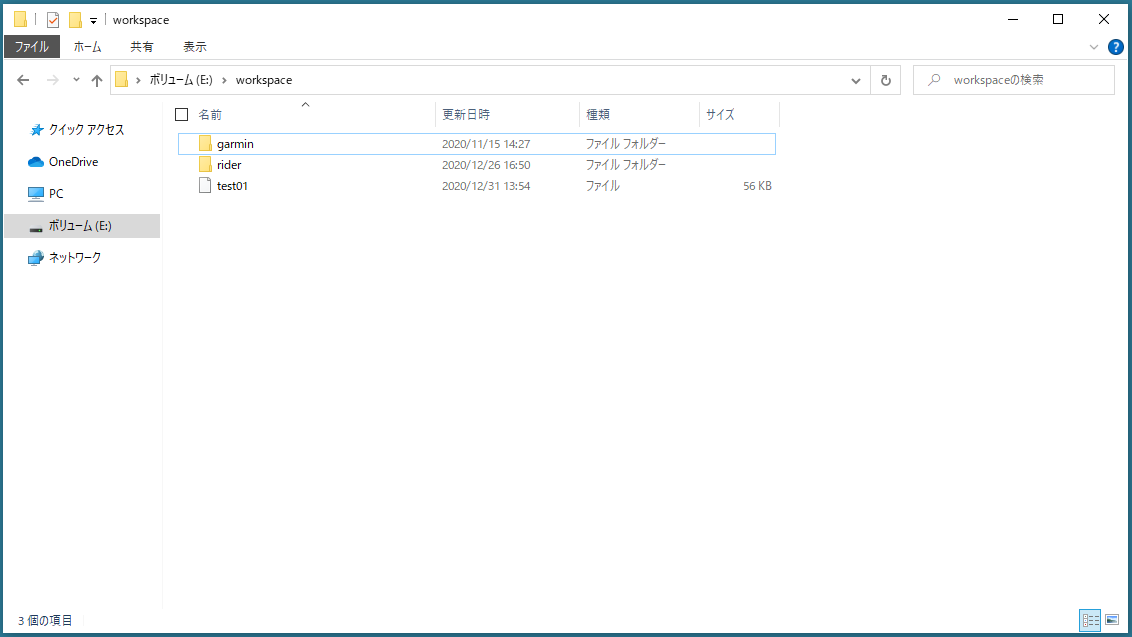 workspace
ファイル ホーム 共有 表示
ボリューム (E:) workspace workspaceの検索
名前 更新日時 種類 サイズ
クイック アクセス
OneDrive
PC
ボリューム (E:)
ネットワーク
garmin 2020/11/15 14:27 ファイル フォルダー
rider 2020/12/26 16:50 ファイル フォルダー
test01 2020/12/31 13:54 ファイル 56 KB
3 個の項目